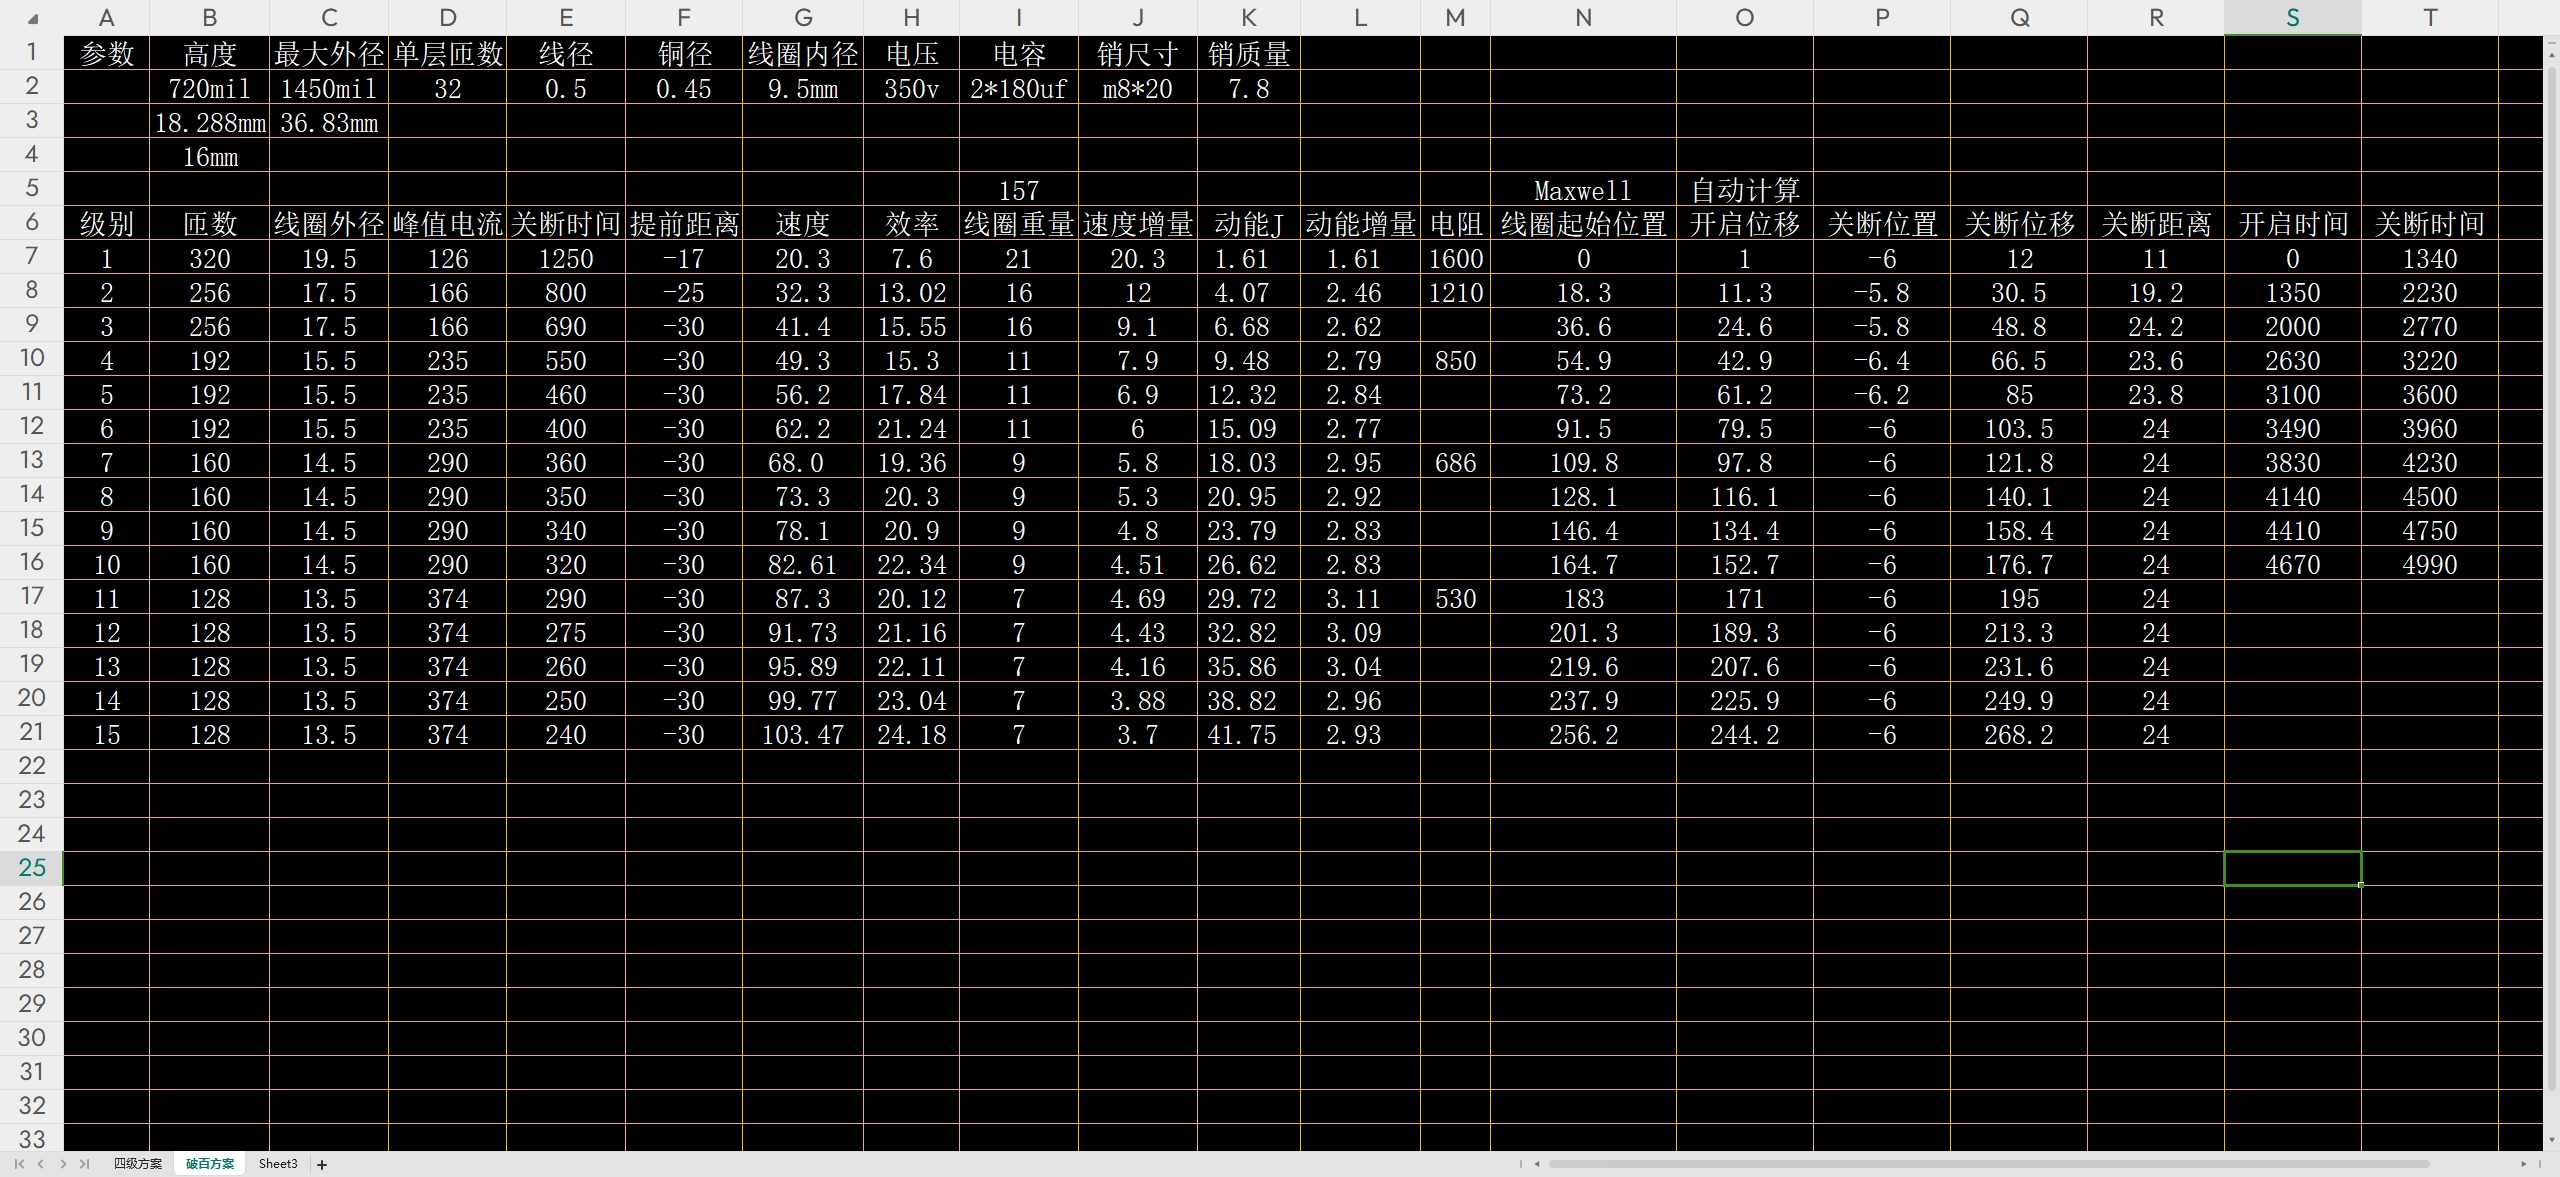 A B C D E F G H I J K L M N O P Q R S T
1 参数 高度 最大外径 单层匝数 线径 铜径 线圈内径 电压 电容 销尺寸 销质量
2 720mil 1450mil 32 0.5 0.45 9.5mm 350v 2*180uf m8*20 7.8
3 18.288mm 36.83mm
4 16mm
5 157 Maxwell 自动计算
6 级别 匝数 线圈外径 峰值电流 关断时间 提前距离 速度 效率 线圈重量 速度增量 动能J 动能增量 电阻 线圈起始位置 开启位移 关断位置 关断位移 关断距离 开启时间 关断时间
7 1 320 19.5 126 1250 -17 20.3 7.6 21 20.3 1.61 1.61 1600 0 1 -6 12 11 0 1340
8 2 256 17.5 166 800 -25 32.3 13.02 16 12 4.07 2.46 1210 18.3 11.3 -5.8 30.5 19.2 1350 2230
9 3 256 17.5 166 690 -30 41.4 15.55 16 9.1 6.68 2.62 36.6 24.6 -5.8 48.8 24.2 2000 2770
10 4 192 15.5 235 550 -30 49.3 15.3 11 7.9 9.48 2.79 850 54.9 42.9 -6.4 66.5 23.6 2630 3220
11 5 192 15.5 235 460 -30 56.2 17.84 11 6.9 12.32 2.84 73.2 61.2 -6.2 85 23.8 3100 3600
12 6 192 15.5 235 400 -30 62.2 21.24 11 6 15.09 2.77 91.5 79.5 -6 103.5 24 3490 3960
13 7 160 14.5 290 360 -30 68.0 19.36 9 5.8 18.03 2.95 686 109.8 97.8 -6 121.8 24 3830 4230
14 8 160 14.5 290 350 -30 73.3 20.3 9 5.3 20.95 2.92 128.1 116.1 -6 140.1 24 4140 4500
15 9 160 14.5 290 340 -30 78.1 20.9 9 4.8 23.79 2.83 146.4 134.4 -6 158.4 24 4410 4750
16 10 160 14.5 290 320 -30 82.61 22.34 9 4.51 26.62 2.83 164.7 152.7 -6 176.7 24 4670 4990
17 11 128 13.5 374 290 -30 87.3 20.12 7 4.69 29.72 3.11 530 183 171 -6 195 24
18 12 128 13.5 374 275 -30 91.73 21.16 7 4.43 32.82 3.09 201.3 189.3 -6 213.3 24
19 13 128 13.5 374 260 -30 95.89 22.11 7 4.16 35.86 3.04 219.6 207.6 -6 231.6 24
20 14 128 13.5 374 250 -30 99.77 23.04 7 3.88 38.82 2.96 237.9 225.9 -6 249.9 24
21 15 128 13.5 374 240 -30 103.47 24.18 7 3.7 41.75 2.93 256.2 244.2 -6 268.2 24
22
23
24
25
26
27
28
29
30
31
32
33
四级方案 破百方案 Sheet3 +